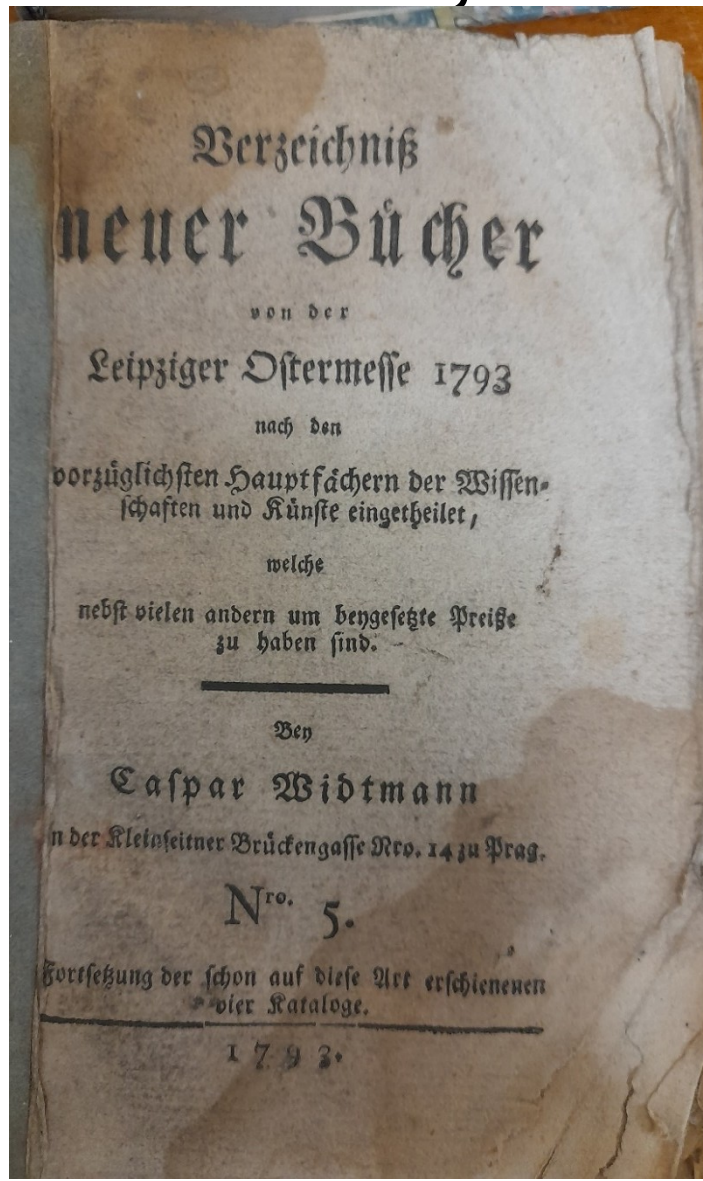 Verzeichniß
neuer Bücher
von der
Leipziger Ostermesse 1793
nach den
vorzüglichsten Hauptfächern der Wissen-
schaften und Künste eingetheilet,
welche
nebst vielen andern um beygesetzte Preiße
zu haben sind.
Bey
Caspar Widtmann
n der Kleinseitner Brückengasse Nro. 14 zu Prag.
Nro. 5.
Fortsetzung der schon auf diese Art erschienenen
vier Kataloge.
1793.